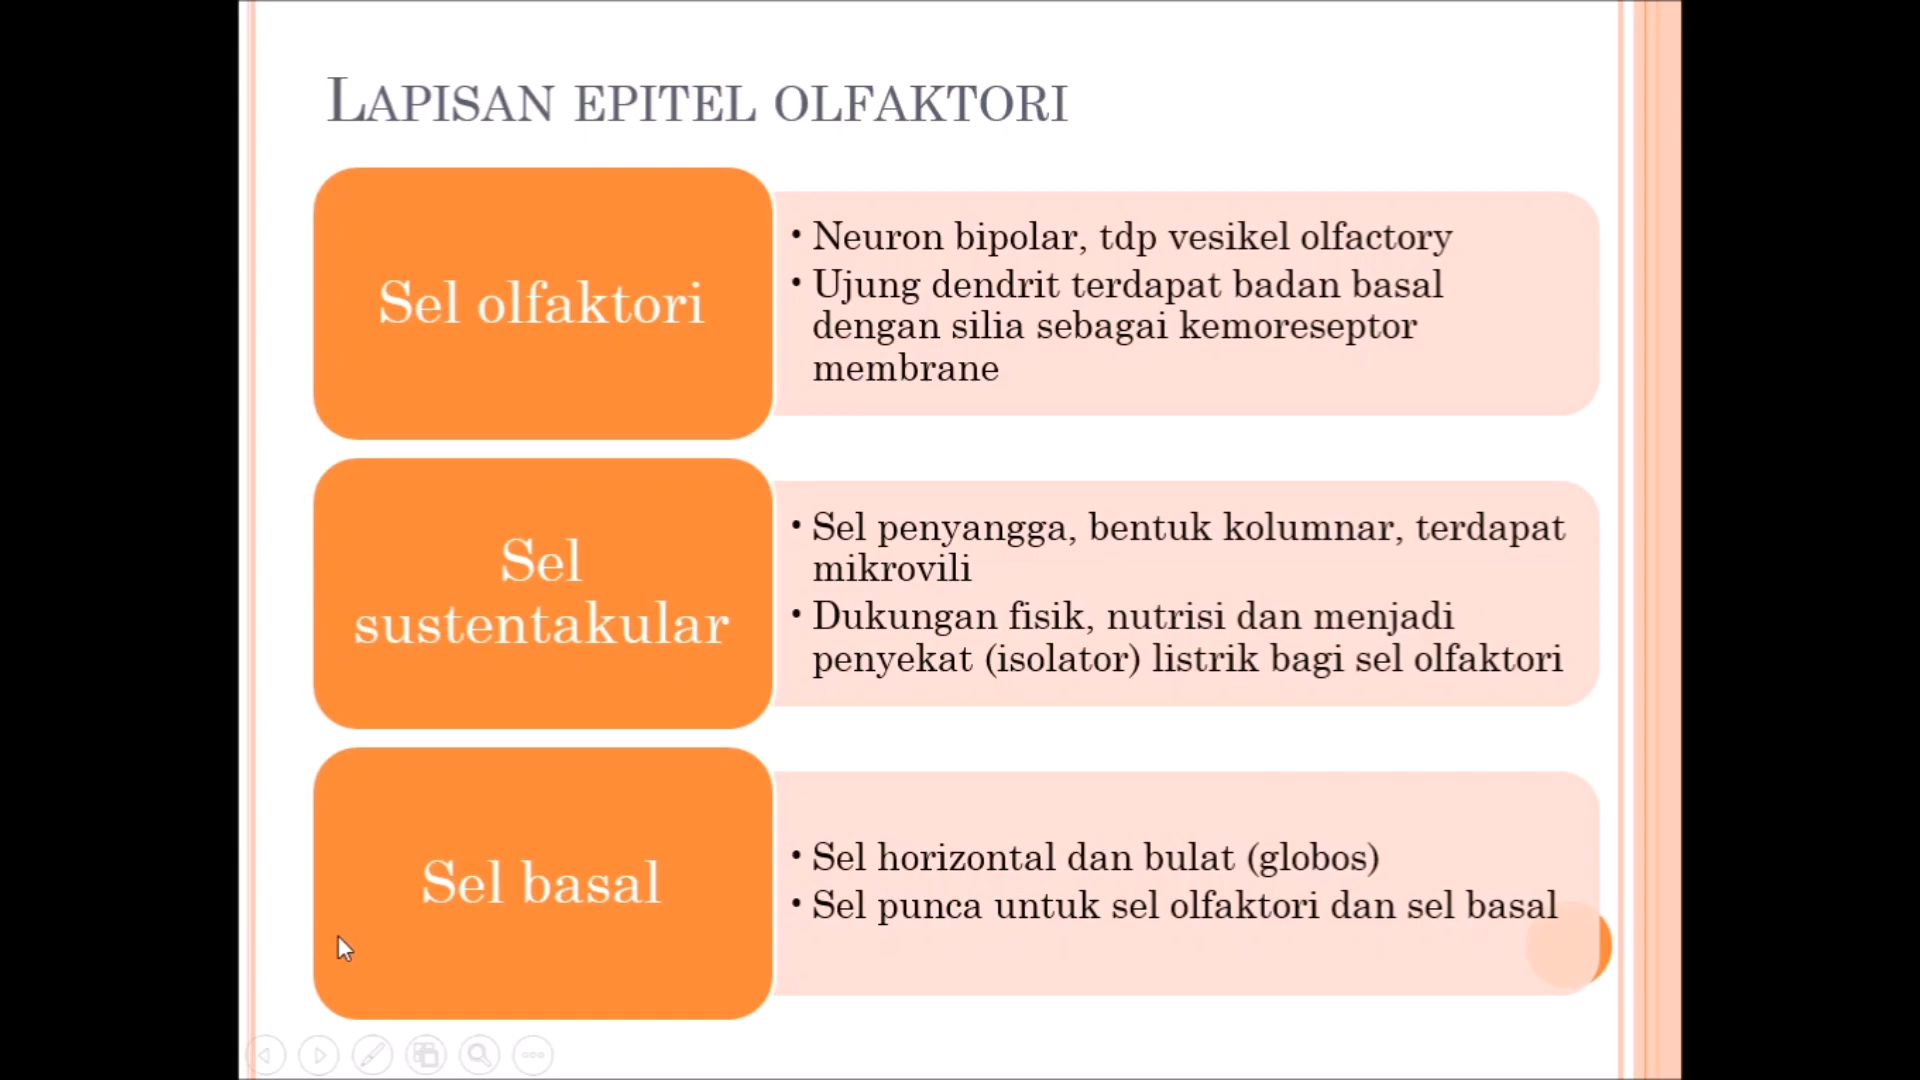 LAPISAN EPITEL OLFAKTORI
Sel olfaktori
• Neuron bipolar, tdp vesikel olfactory
• Ujung dendrit terdapat badan basal
dengan silia sebagai kemoreseptor
membrane
Sel
sustentakular
• Sel penyangga, bentuk kolumnar, terdapat
mikrovili
• Dukungan fisik, nutrisi dan menjadi
penyekat (isolator) listrik bagi sel olfaktori
Sel basal
• Sel horizontal dan bulat (globos)
• Sel punca untuk sel olfaktori dan sel basal